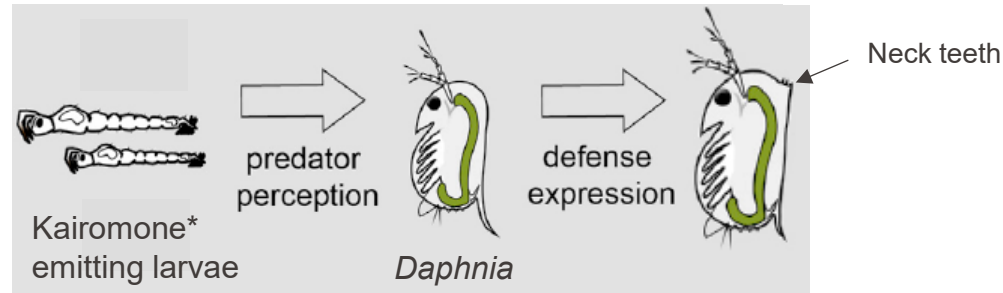 Neck teeth
predator
perception
defense
expression
Kairomone*
emitting larvae
Daphnia